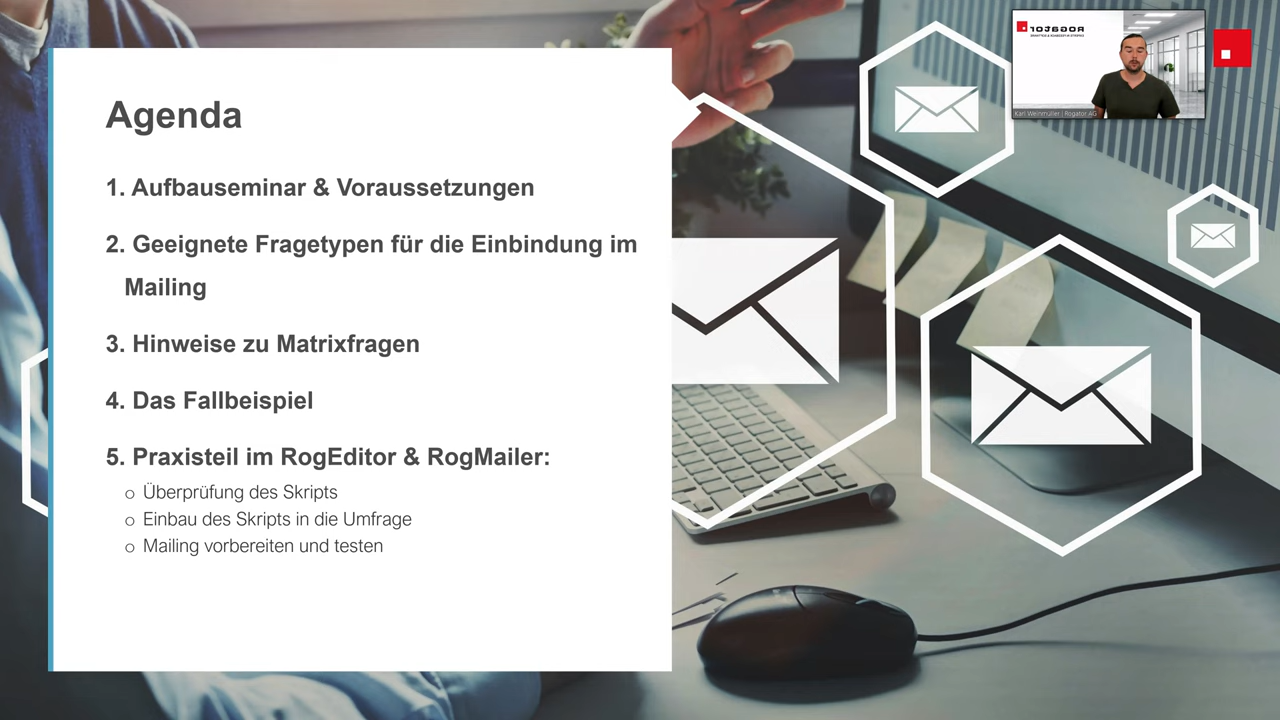 Agenda
1. Aufbauseminar & Voraussetzungen
2. Geeignete Fragetypen für die Einbindung im
Mailing
3. Hinweise zu Matrixfragen
4. Das Fallbeispiel
5. Praxisteil im RogEditor & RogMailer:
o Überprüfung des Skripts
o Einbau des Skripts in die Umfrage
o Mailing vorbereiten und testen
ROGATOR
Karl Weinmüller | Rogator AG